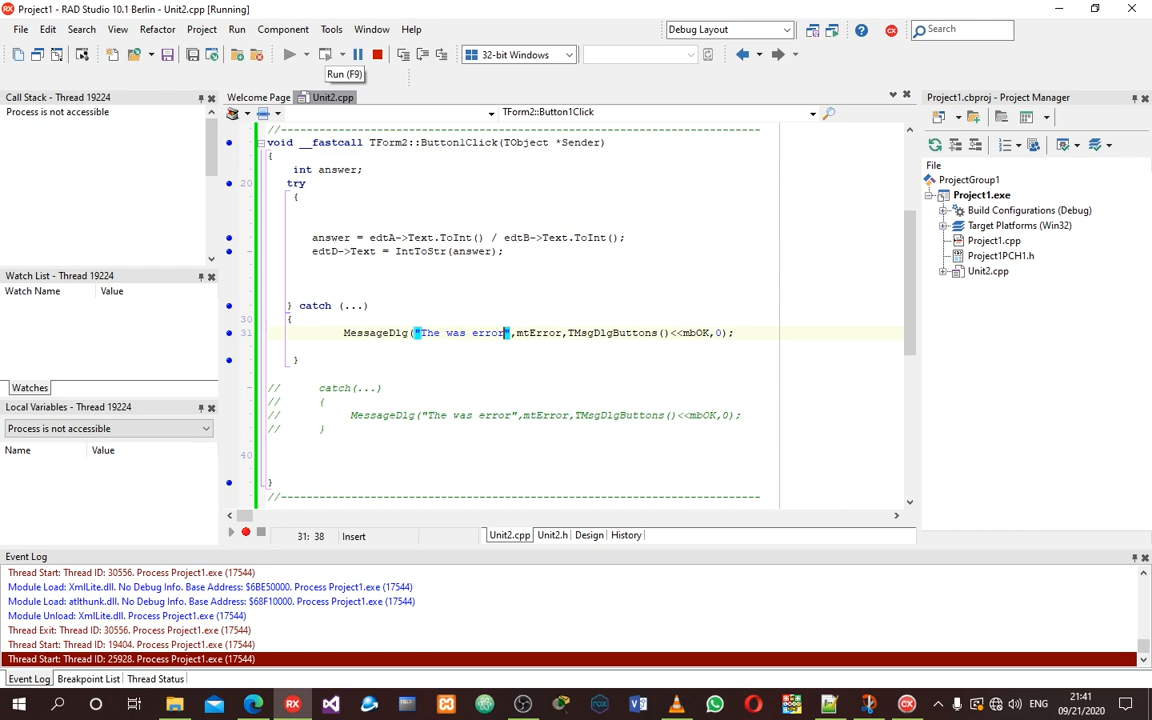 Project1 - RAD Studio 10.1 Berlin - Unit2.cpp [Running]
File Edit Search View Refactor Project Run Component Tools Window Help
Debug Layout
Search
32-bit Windows
Run (F9)
Call Stack - Thread 19224
Process is not accessible
Welcome Page
Unit2.cpp
TForm2::Button1Click
Project1.cbproj - Project Manager
//---------------------------------------------------------------------------
void __fastcall TForm2::Button1Click(TObject *Sender)
{
int answer;
20 try
{
answer = edtA->Text.ToInt() / edtB->Text.ToInt();
edtD->Text = IntToStr(answer);
} catch (...)
30 {
31 MessageDlg("The was error",mtError,TMsgDlgButtons()<<mbOK,0);
}
// catch(...)
// {
// MessageDlg("The was error",mtError,TMsgDlgButtons()<<mbOK,0);
// }
40
}
//---------------------------------------------------------------------------
File
ProjectGroup1
Project1.exe
Build Configurations (Debug)
Target Platforms (Win32)
Project1.cpp
Project1PCH1.h
Unit2.cpp
Watch List - Thread 19224
Watch Name Value
Watches
Local Variables - Thread 19224
Process is not accessible
Name Value
31: 38 Insert
Unit2.cpp Unit2.h Design History
Event Log
Thread Start: Thread ID: 30556. Process Project1.exe (17544)
Module Load: XmlLite.dll. No Debug Info. Base Address: $6BE50000. Process Project1.exe (17544)
Module Load: atlthunk.dll. No Debug Info. Base Address: $68F10000. Process Project1.exe (17544)
Module Unload: XmlLite.dll. Process Project1.exe (17544)
Thread Exit: Thread ID: 30556. Process Project1.exe (17544)
Thread Start: Thread ID: 19404. Process Project1.exe (17544)
Thread Start: Thread ID: 25928. Process Project1.exe (17544)
Event Log Breakpoint List Thread Status
ENG
21:41
09/21/2020